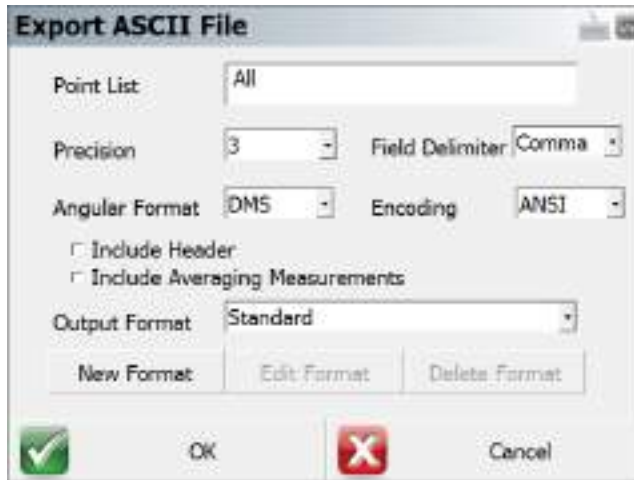 Export ASCII File
Point List All
Precision 3 Field Delimiter Comma
Angular Format DMS Encoding ANSI
Include Header
Include Averaging Measurements
Output Format Standard
New Format Edit Format Delete Format
OK Cancel